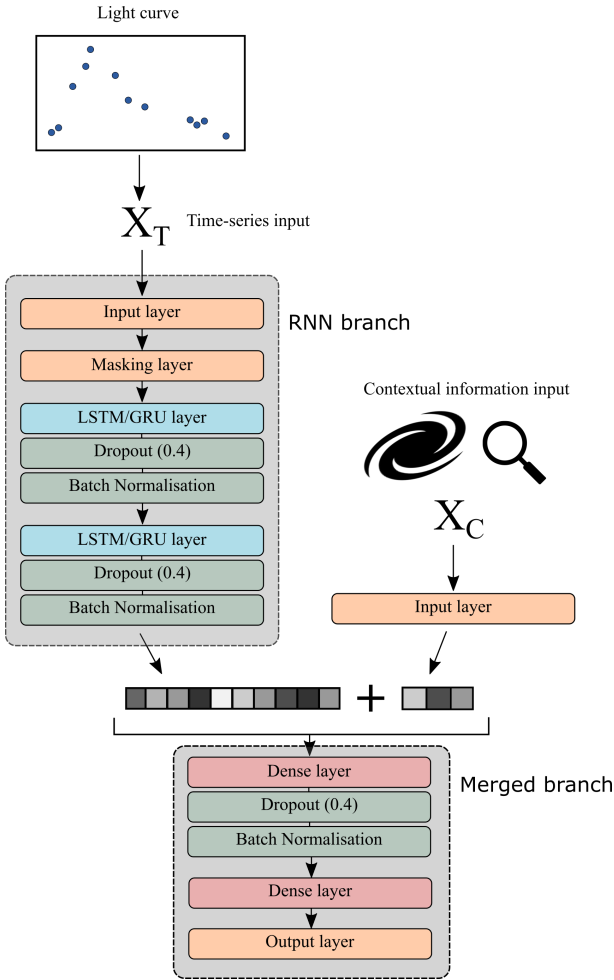 Light curve
X_T
Time-series input
RNN branch
Input layer
Masking layer
LSTM/GRU layer
Dropout (0.4)
Batch Normalisation
LSTM/GRU layer
Dropout (0.4)
Batch Normalisation
Contextual information input
X_C
Input layer
+
Merged branch
Dense layer
Dropout (0.4)
Batch Normalisation
Dense layer
Output layer